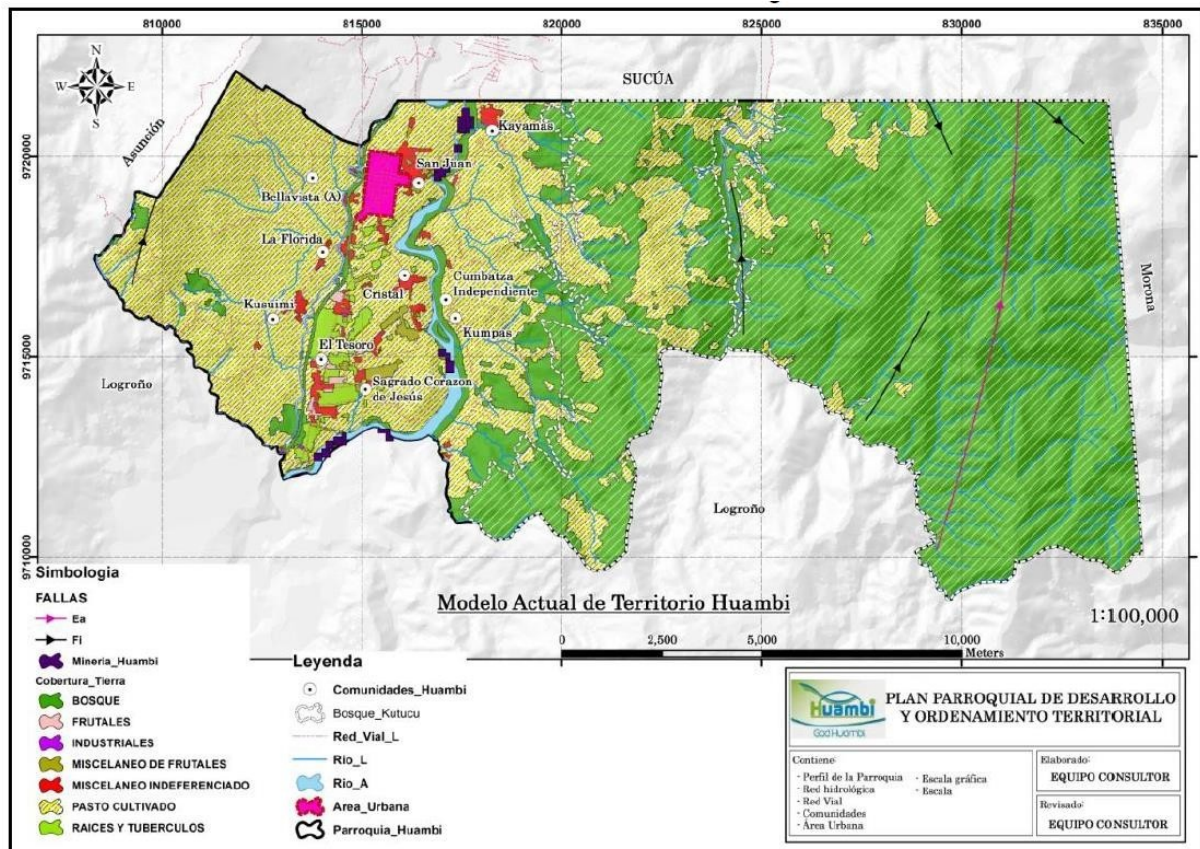 810000
815000
820000
825000
830000
835000
N
W
E
S
SUCÚA
Asunción
9720000
9715000
9710000
Kayamás
San Juan
Bellavista (A)
La Florida
Cumbatza
Independiente
Cristal
Kusuimi
Kumpas
El Tesoro
Sagrado Corazon
de Jesús
Logroño
Morona
Logroño
Modelo Actual de Territorio Huambi
1:100,000
0
2,500
5,000
10,000
Meters
Simbologia
FALLAS
Ea
Fi
Mineria_Huambi
Cobertura_Tierra
BOSQUE
FRUTALES
INDUSTRIALES
MISCELANEO DE FRUTALES
MISCELANEO INDEFERENCIADO
PASTO CULTIVADO
RAICES Y TUBERCULOS
Leyenda
Comunidades_Huambi
Bosque_Kutucu
Red_Vial_L
Rio_L
Rio_A
Area_Urbana
Parroquia_Huambi
Huambi
Gad Huambi
PLAN PARROQUIAL DE DESARROLLO
Y ORDENAMIENTO TERRITORIAL
Contiene:
- Perfil de la Parroquia
- Red hidrológica
- Red Vial
- Comunidades
- Área Urbana
- Escala gráfica
- Escala
Elaborado:
EQUIPO CONSULTOR
Revisado:
EQUIPO CONSULTOR